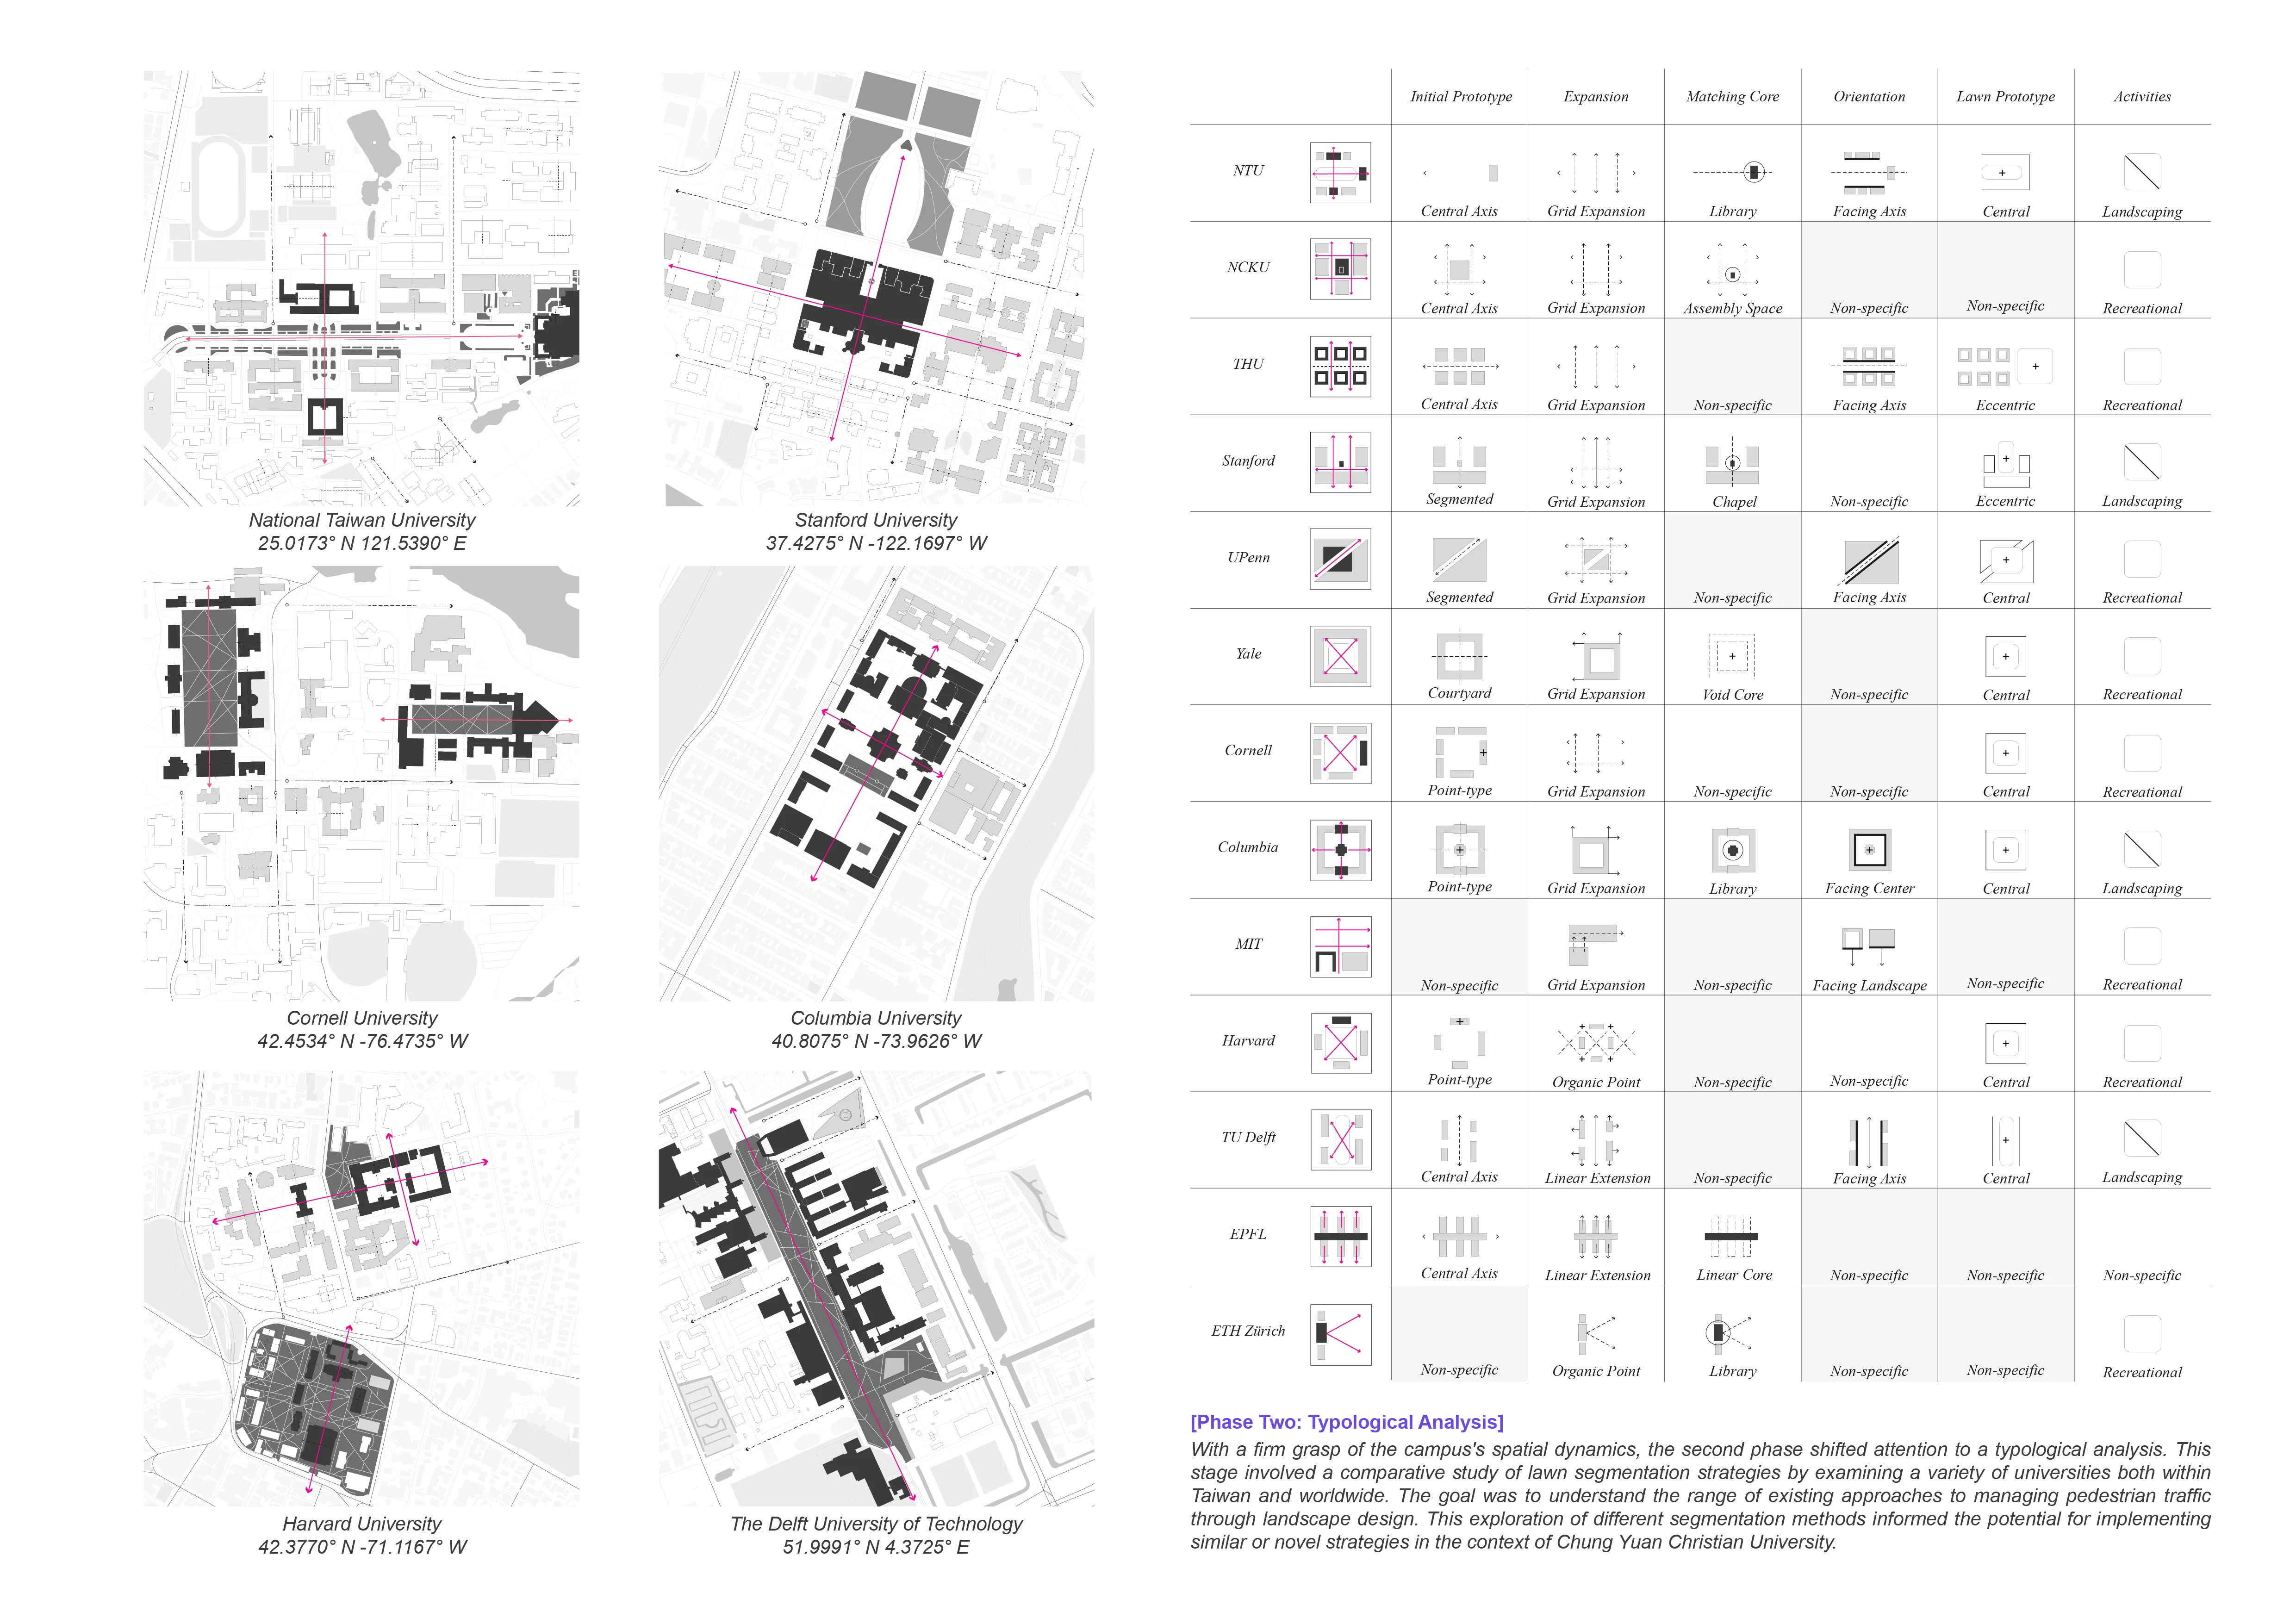 National Taiwan University
25.0173° N 121.5390° E
Stanford University
37.4275° N -122.1697° W
Cornell University
42.4534° N -76.4735° W
Columbia University
40.8075° N -73.9626° W
Harvard University
42.3770° N -71.1167° W
The Delft University of Technology
51.9991° N 4.3725° E
Initial Prototype Expansion Matching Core Orientation Lawn Prototype Activities
NTU
Central Axis Grid Expansion Library Facing Axis Central Landscaping
NCKU
Central Axis Grid Expansion Assembly Space Non-specific Non-specific Recreational
THU
Central Axis Grid Expansion Non-specific Facing Axis Eccentric Recreational
Stanford
Segmented Grid Expansion Chapel Non-specific Eccentric Landscaping
UPenn
Segmented Grid Expansion Non-specific Facing Axis Central Recreational
Yale
Courtyard Grid Expansion Void Core Non-specific Central Recreational
Cornell
Point-type Grid Expansion Non-specific Non-specific Central Recreational
Columbia
Point-type Grid Expansion Library Facing Center Central Landscaping
MIT
Non-specific Grid Expansion Non-specific Facing Landscape Non-specific Recreational
Harvard
Point-type Organic Point Non-specific Non-specific Central Recreational
TU Delft
Central Axis Linear Extension Non-specific Facing Axis Central Landscaping
EPFL
Central Axis Linear Extension Linear Core Non-specific Non-specific Non-specific
ETH Zürich
Non-specific Organic Point Library Non-specific Non-specific Recreational
[Phase Two: Typological Analysis]
With a firm grasp of the campus's spatial dynamics, the second phase shifted attention to a typological analysis. This
stage involved a comparative study of lawn segmentation strategies by examining a variety of universities both within
Taiwan and worldwide. The goal was to understand the range of existing approaches to managing pedestrian traffic
through landscape design. This exploration of different segmentation methods informed the potential for implementing
similar or novel strategies in the context of Chung Yuan Christian University.